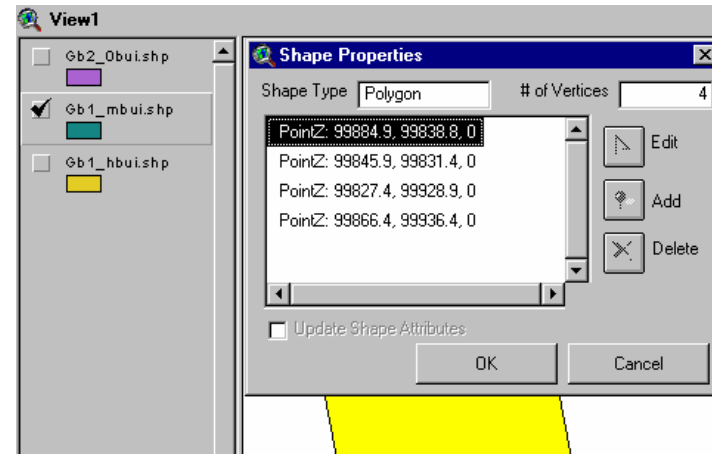 View1
Gb2_0bui.shp
Gb1_mbui.shp
Gb1_hbui.shp
Shape Properties
Shape Type Polygon # of Vertices 4
PointZ: 99884.9, 99838.8, 0
PointZ: 99845.9, 99831.4, 0
PointZ: 99827.4, 99928.9, 0
PointZ: 99866.4, 99936.4, 0
Edit
Add
Delete
Update Shape Attributes
OK Cancel